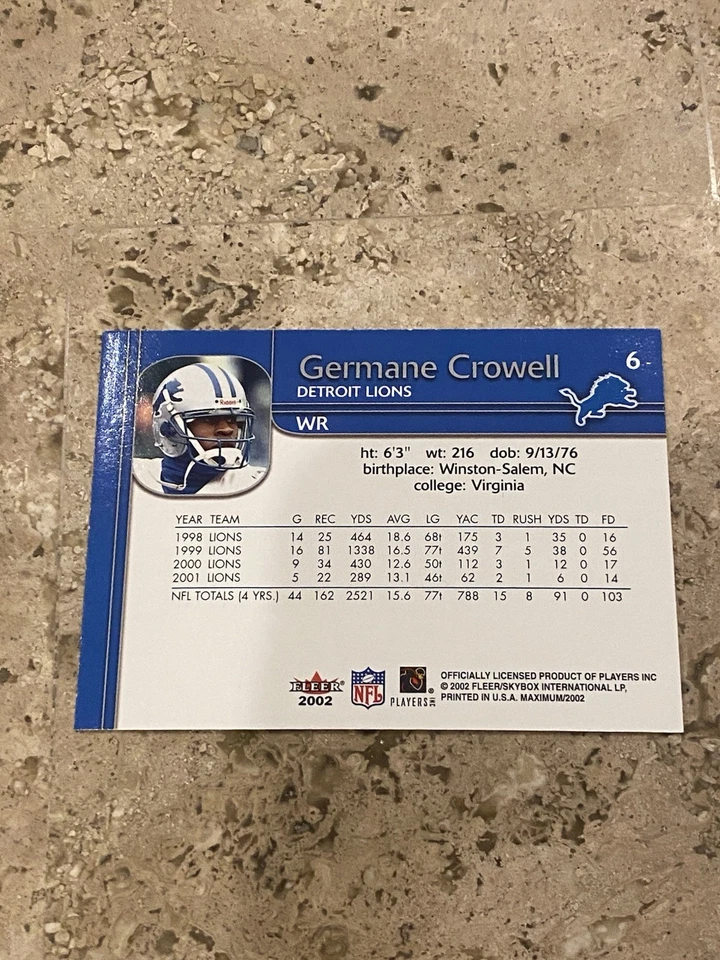 Germane Crowell 6
DETROIT LIONS
WR
Riddell
ht: 6'3" wt: 216 dob: 9/13/76
birthplace: Winston-Salem, NC
college: Virginia
YEAR TEAM G REC YDS AVG LG YAC TD RUSH YDS TD FD
1998 LIONS 14 25 464 18.6 68t 175 3 1 35 0 16
1999 LIONS 16 81 1338 16.5 77t 439 7 5 38 0 56
2000 LIONS 9 34 430 12.6 50t 112 3 1 12 0 17
2001 LIONS 5 22 289 13.1 46t 62 2 1 6 0 14
NFL TOTALS (4 YRS.) 44 162 2521 15.6 77t 788 15 8 91 0 103
FLEER®
2002
NFL
PLAYERS INC
OFFICIALLY LICENSED PRODUCT OF PLAYERS INC
© 2002 FLEER/SKYBOX INTERNATIONAL LP,
PRINTED IN U.S.A. MAXIMUM/2002